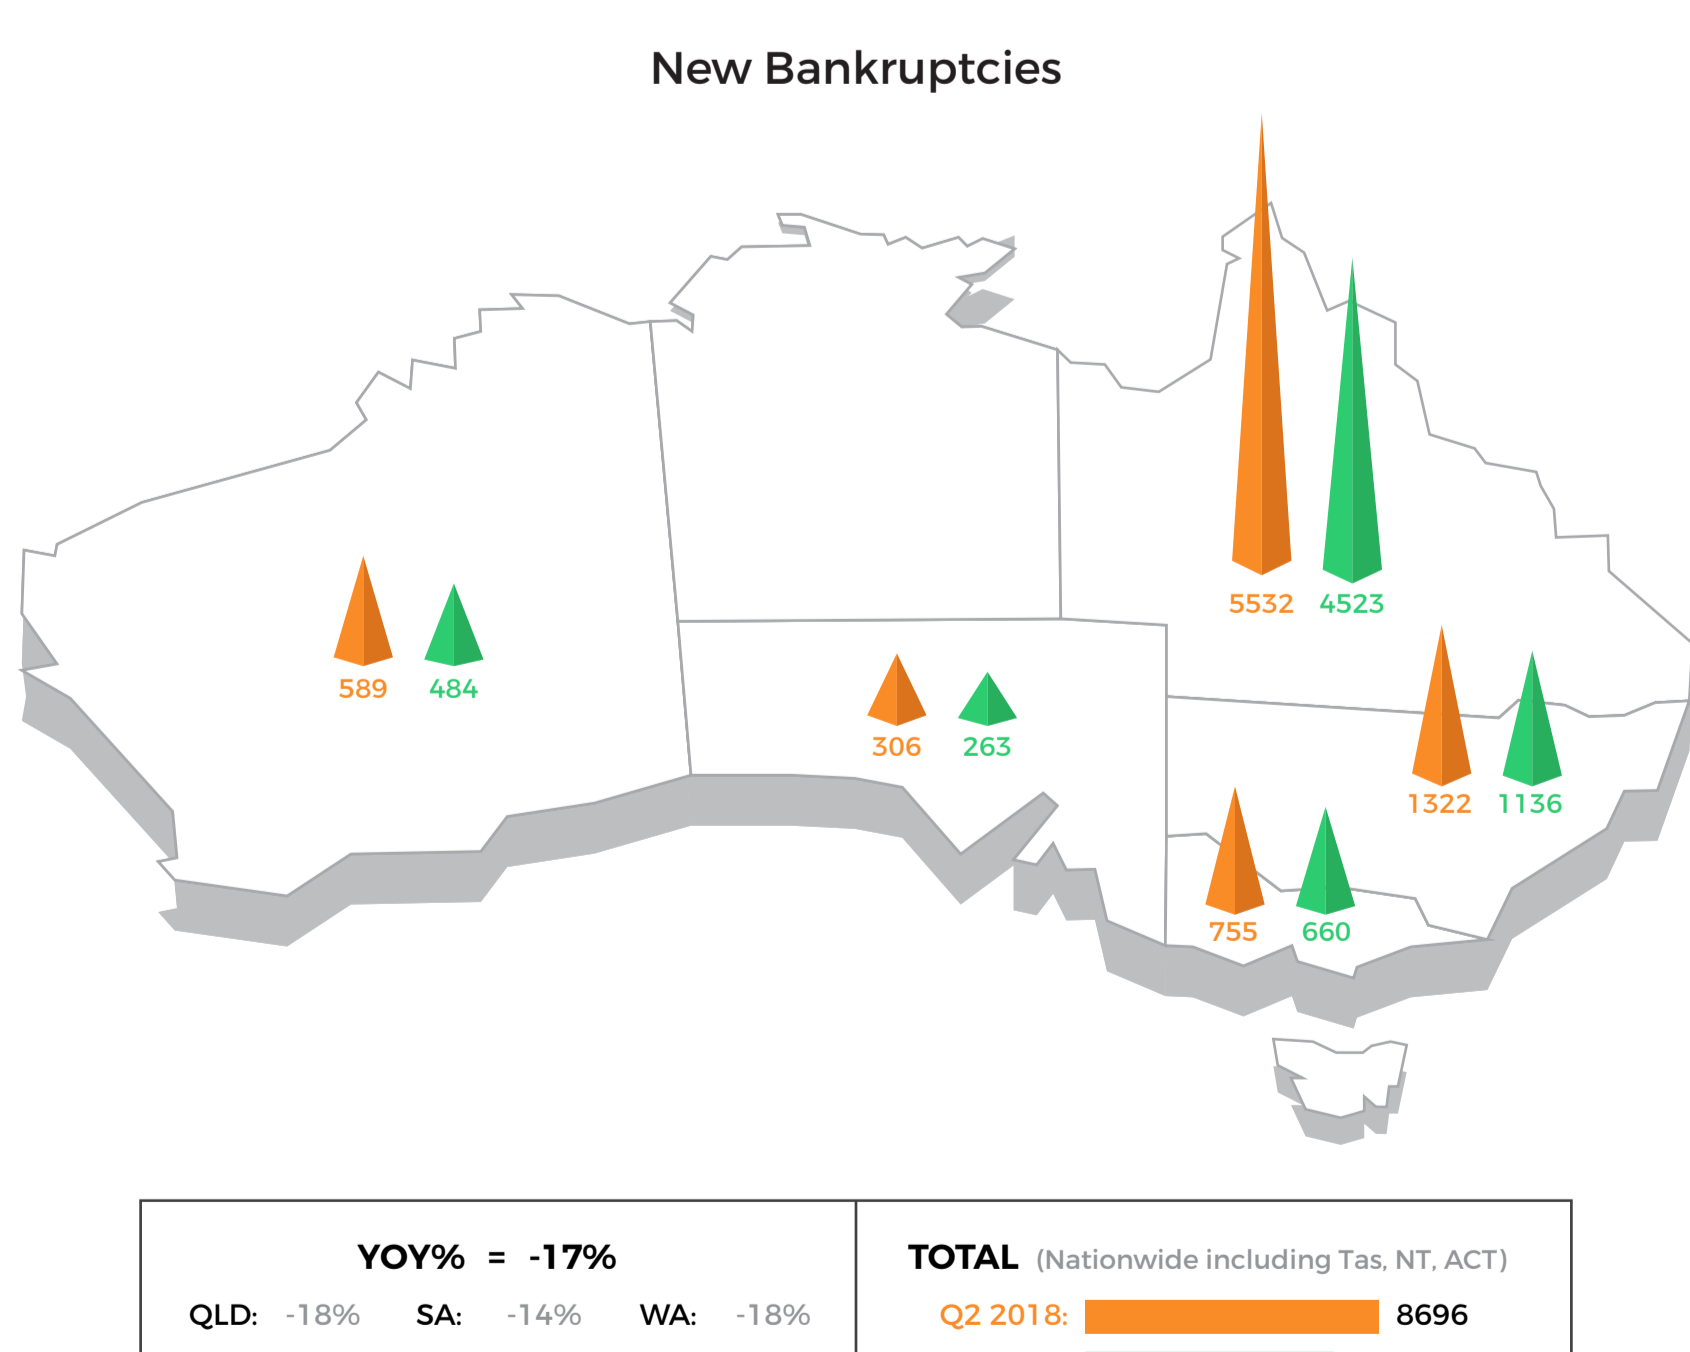 New Bankruptcies
5532 4523
589 484
306 263
1322 1136
755 660
YOY% = -17%
QLD: -18% SA: -14% WA: -18%
TOTAL (Nationwide including Tas, NT, ACT)
Q2 2018: 8696